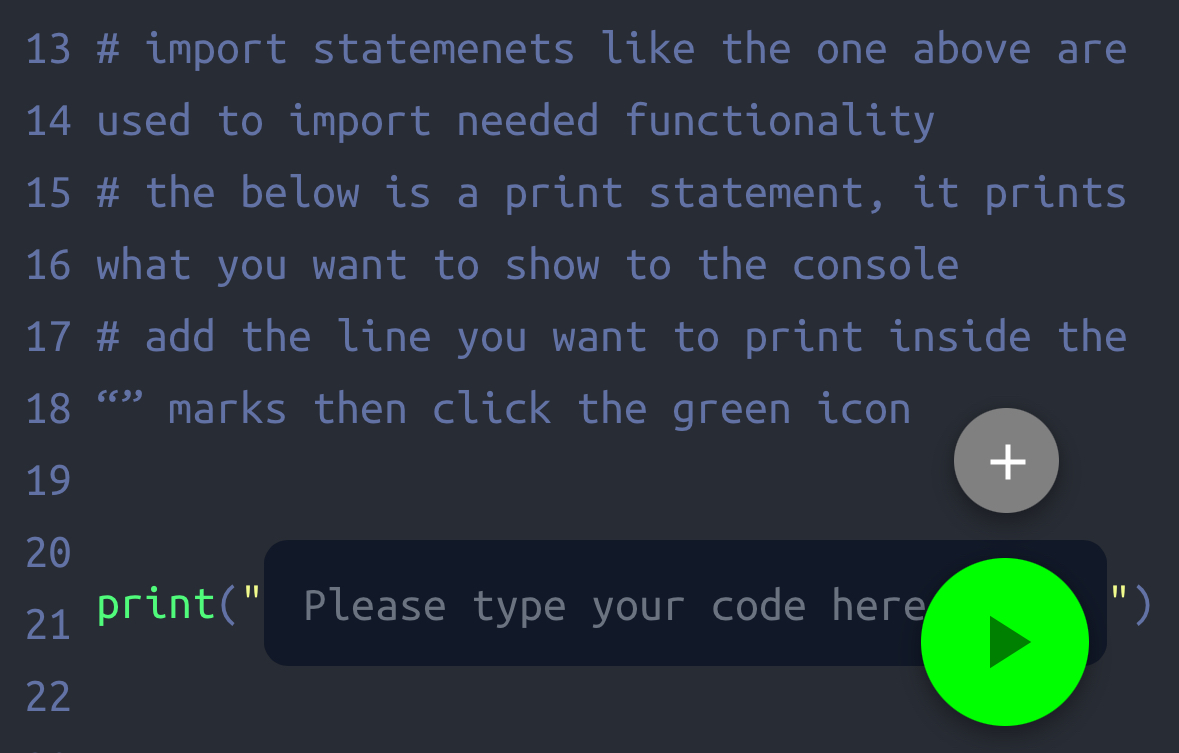 13 # import statemenets like the one above are
14 used to import needed functionality
15 # the below is a print statement, it prints
16 what you want to show to the console
17 # add the line you want to print inside the
18 “” marks then click the green icon
19
20
21 print("Please type your code here")
22